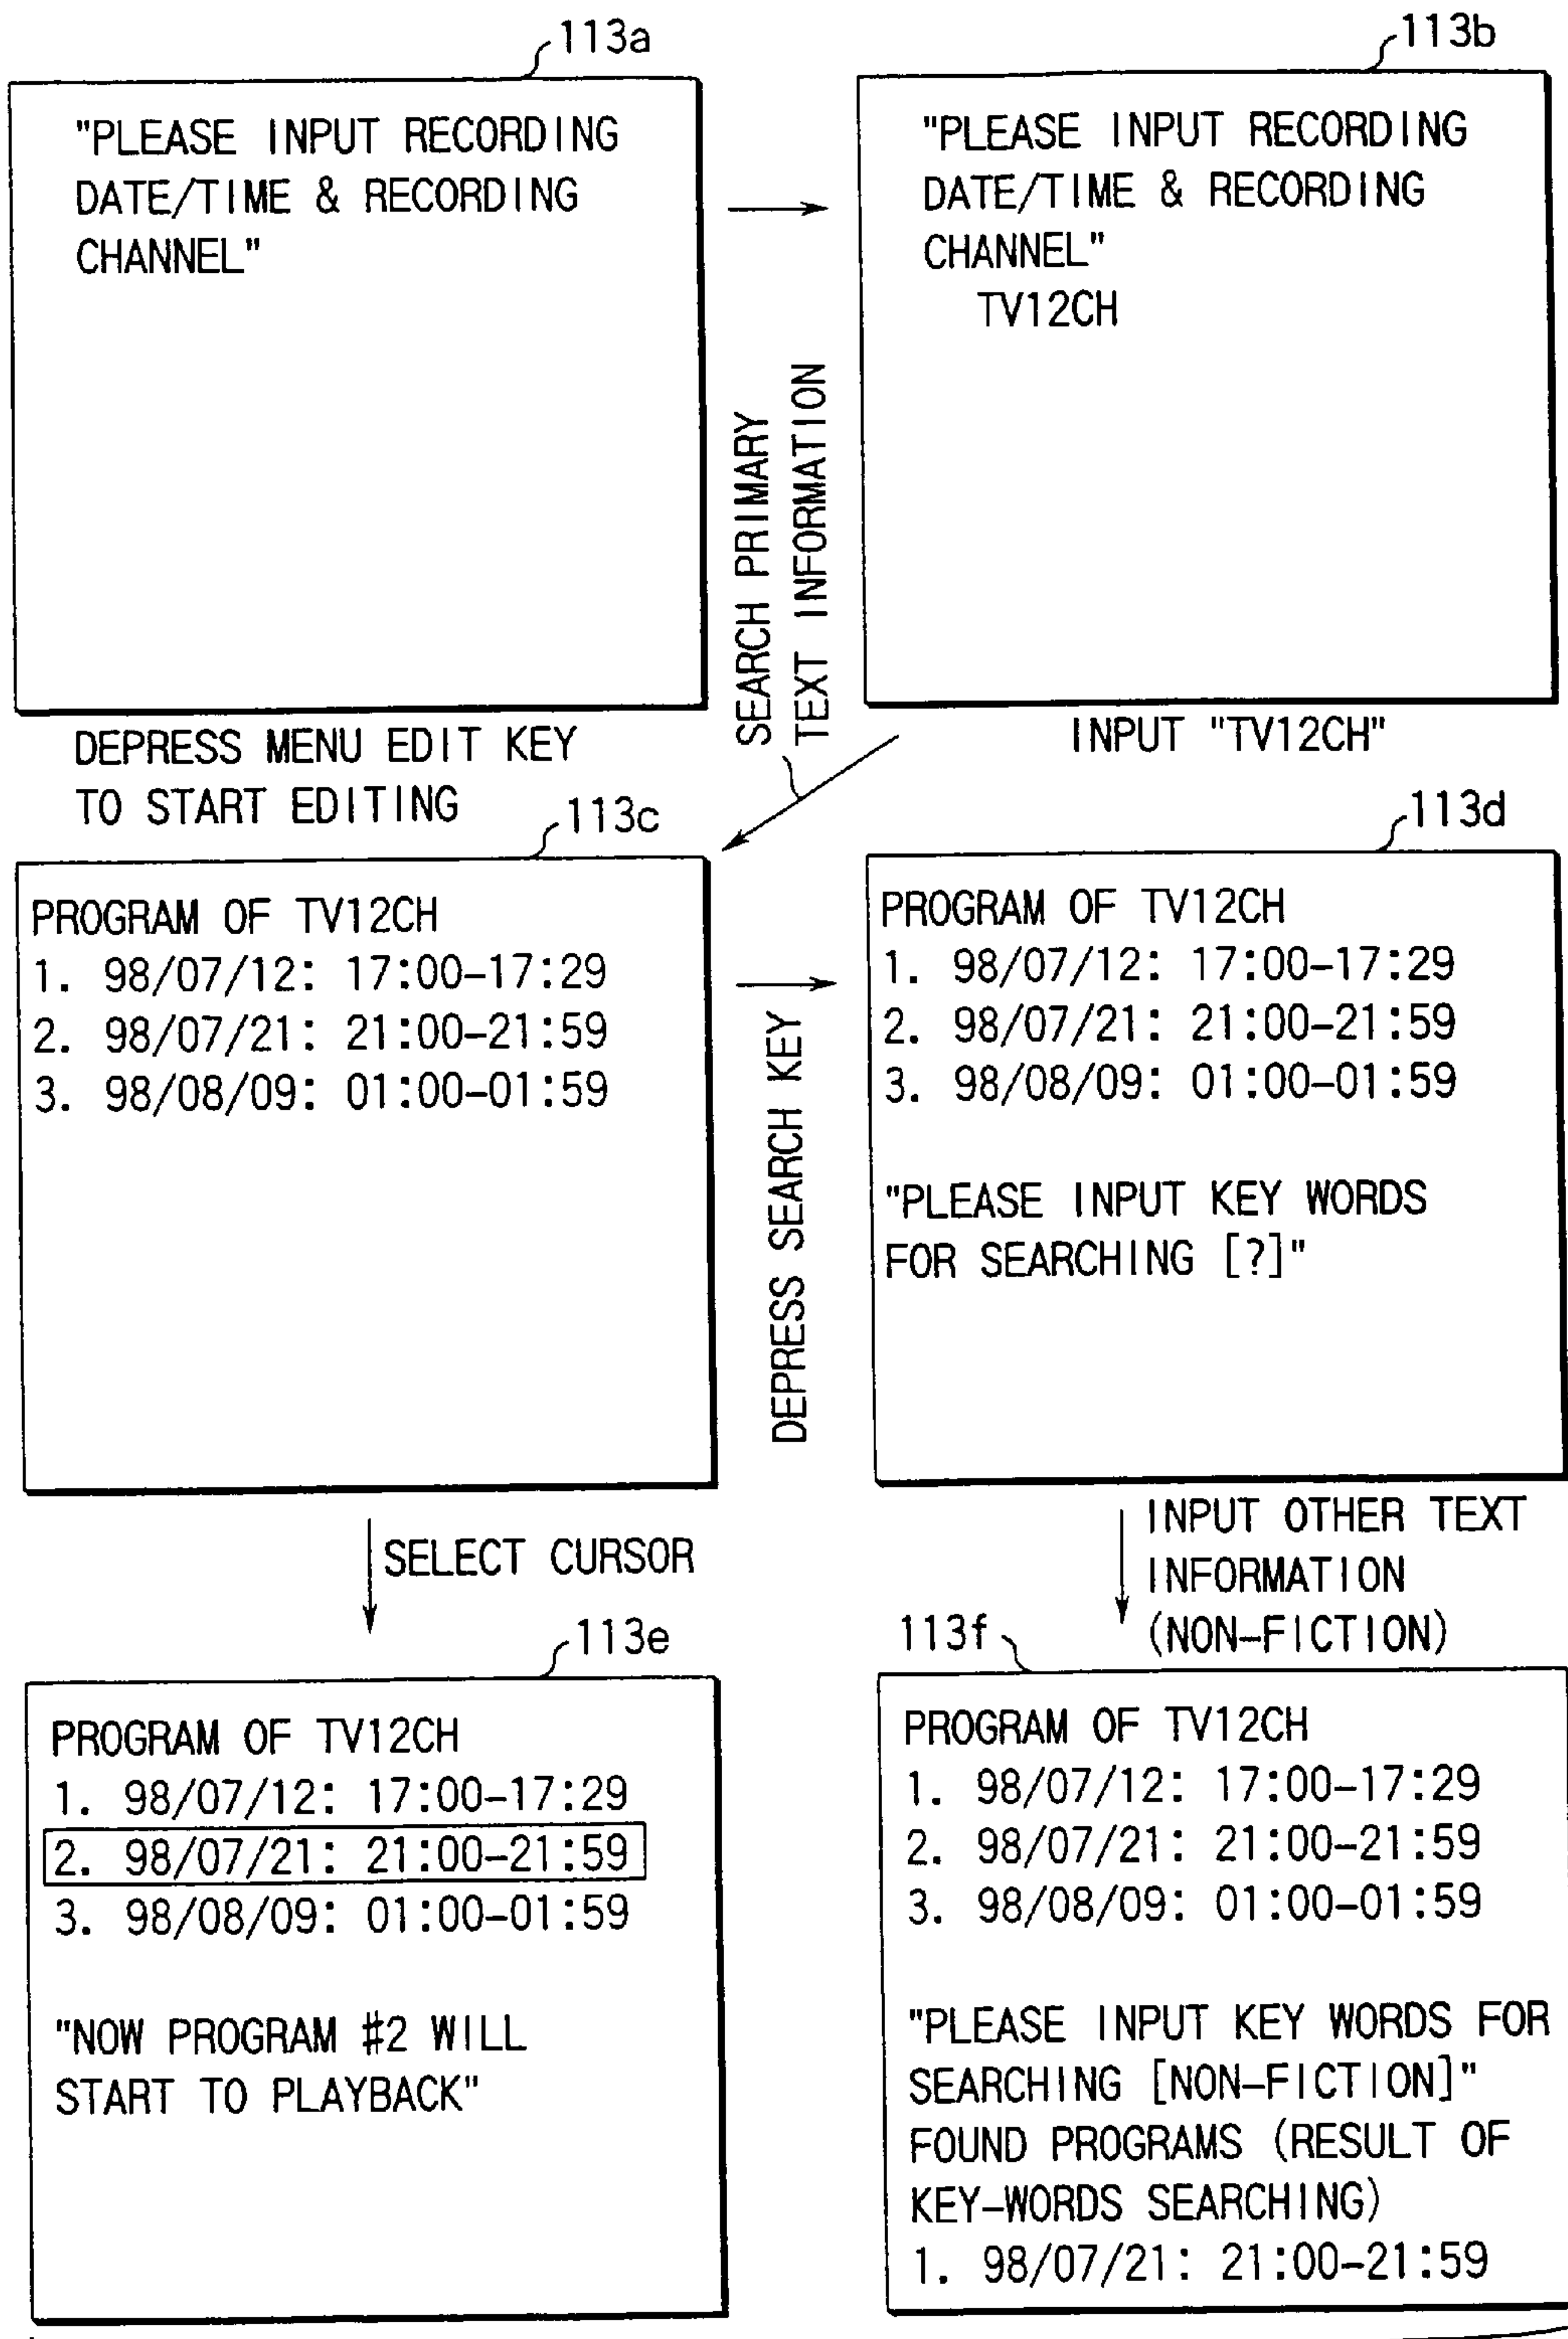 113a
"PLEASE INPUT RECORDING
DATE/TIME & RECORDING
CHANNEL"
DEPRESS MENU EDIT KEY
TO START EDITING
113b
"PLEASE INPUT RECORDING
DATE/TIME & RECORDING
CHANNEL"
TV12CH
INPUT "TV12CH"
SEARCH PRIMARY
TEXT INFORMATION
113c
PROGRAM OF TV12CH
1. 98/07/12: 17:00-17:29
2. 98/07/21: 21:00-21:59
3. 98/08/09: 01:00-01:59
DEPRESS SEARCH KEY
113d
PROGRAM OF TV12CH
1. 98/07/12: 17:00-17:29
2. 98/07/21: 21:00-21:59
3. 98/08/09: 01:00-01:59
"PLEASE INPUT KEY WORDS
FOR SEARCHING [?]"
SELECT CURSOR
INPUT OTHER TEXT
INFORMATION
(NON-FICTION)
113e
PROGRAM OF TV12CH
1. 98/07/12: 17:00-17:29
2. 98/07/21: 21:00-21:59
3. 98/08/09: 01:00-01:59
"NOW PROGRAM #2 WILL
START TO PLAYBACK"
113f
PROGRAM OF TV12CH
1. 98/07/12: 17:00-17:29
2. 98/07/21: 21:00-21:59
3. 98/08/09: 01:00-01:59
"PLEASE INPUT KEY WORDS FOR
SEARCHING [NON-FICTION]"
FOUND PROGRAMS (RESULT OF
KEY-WORDS SEARCHING)
1. 98/07/21: 21:00-21:59